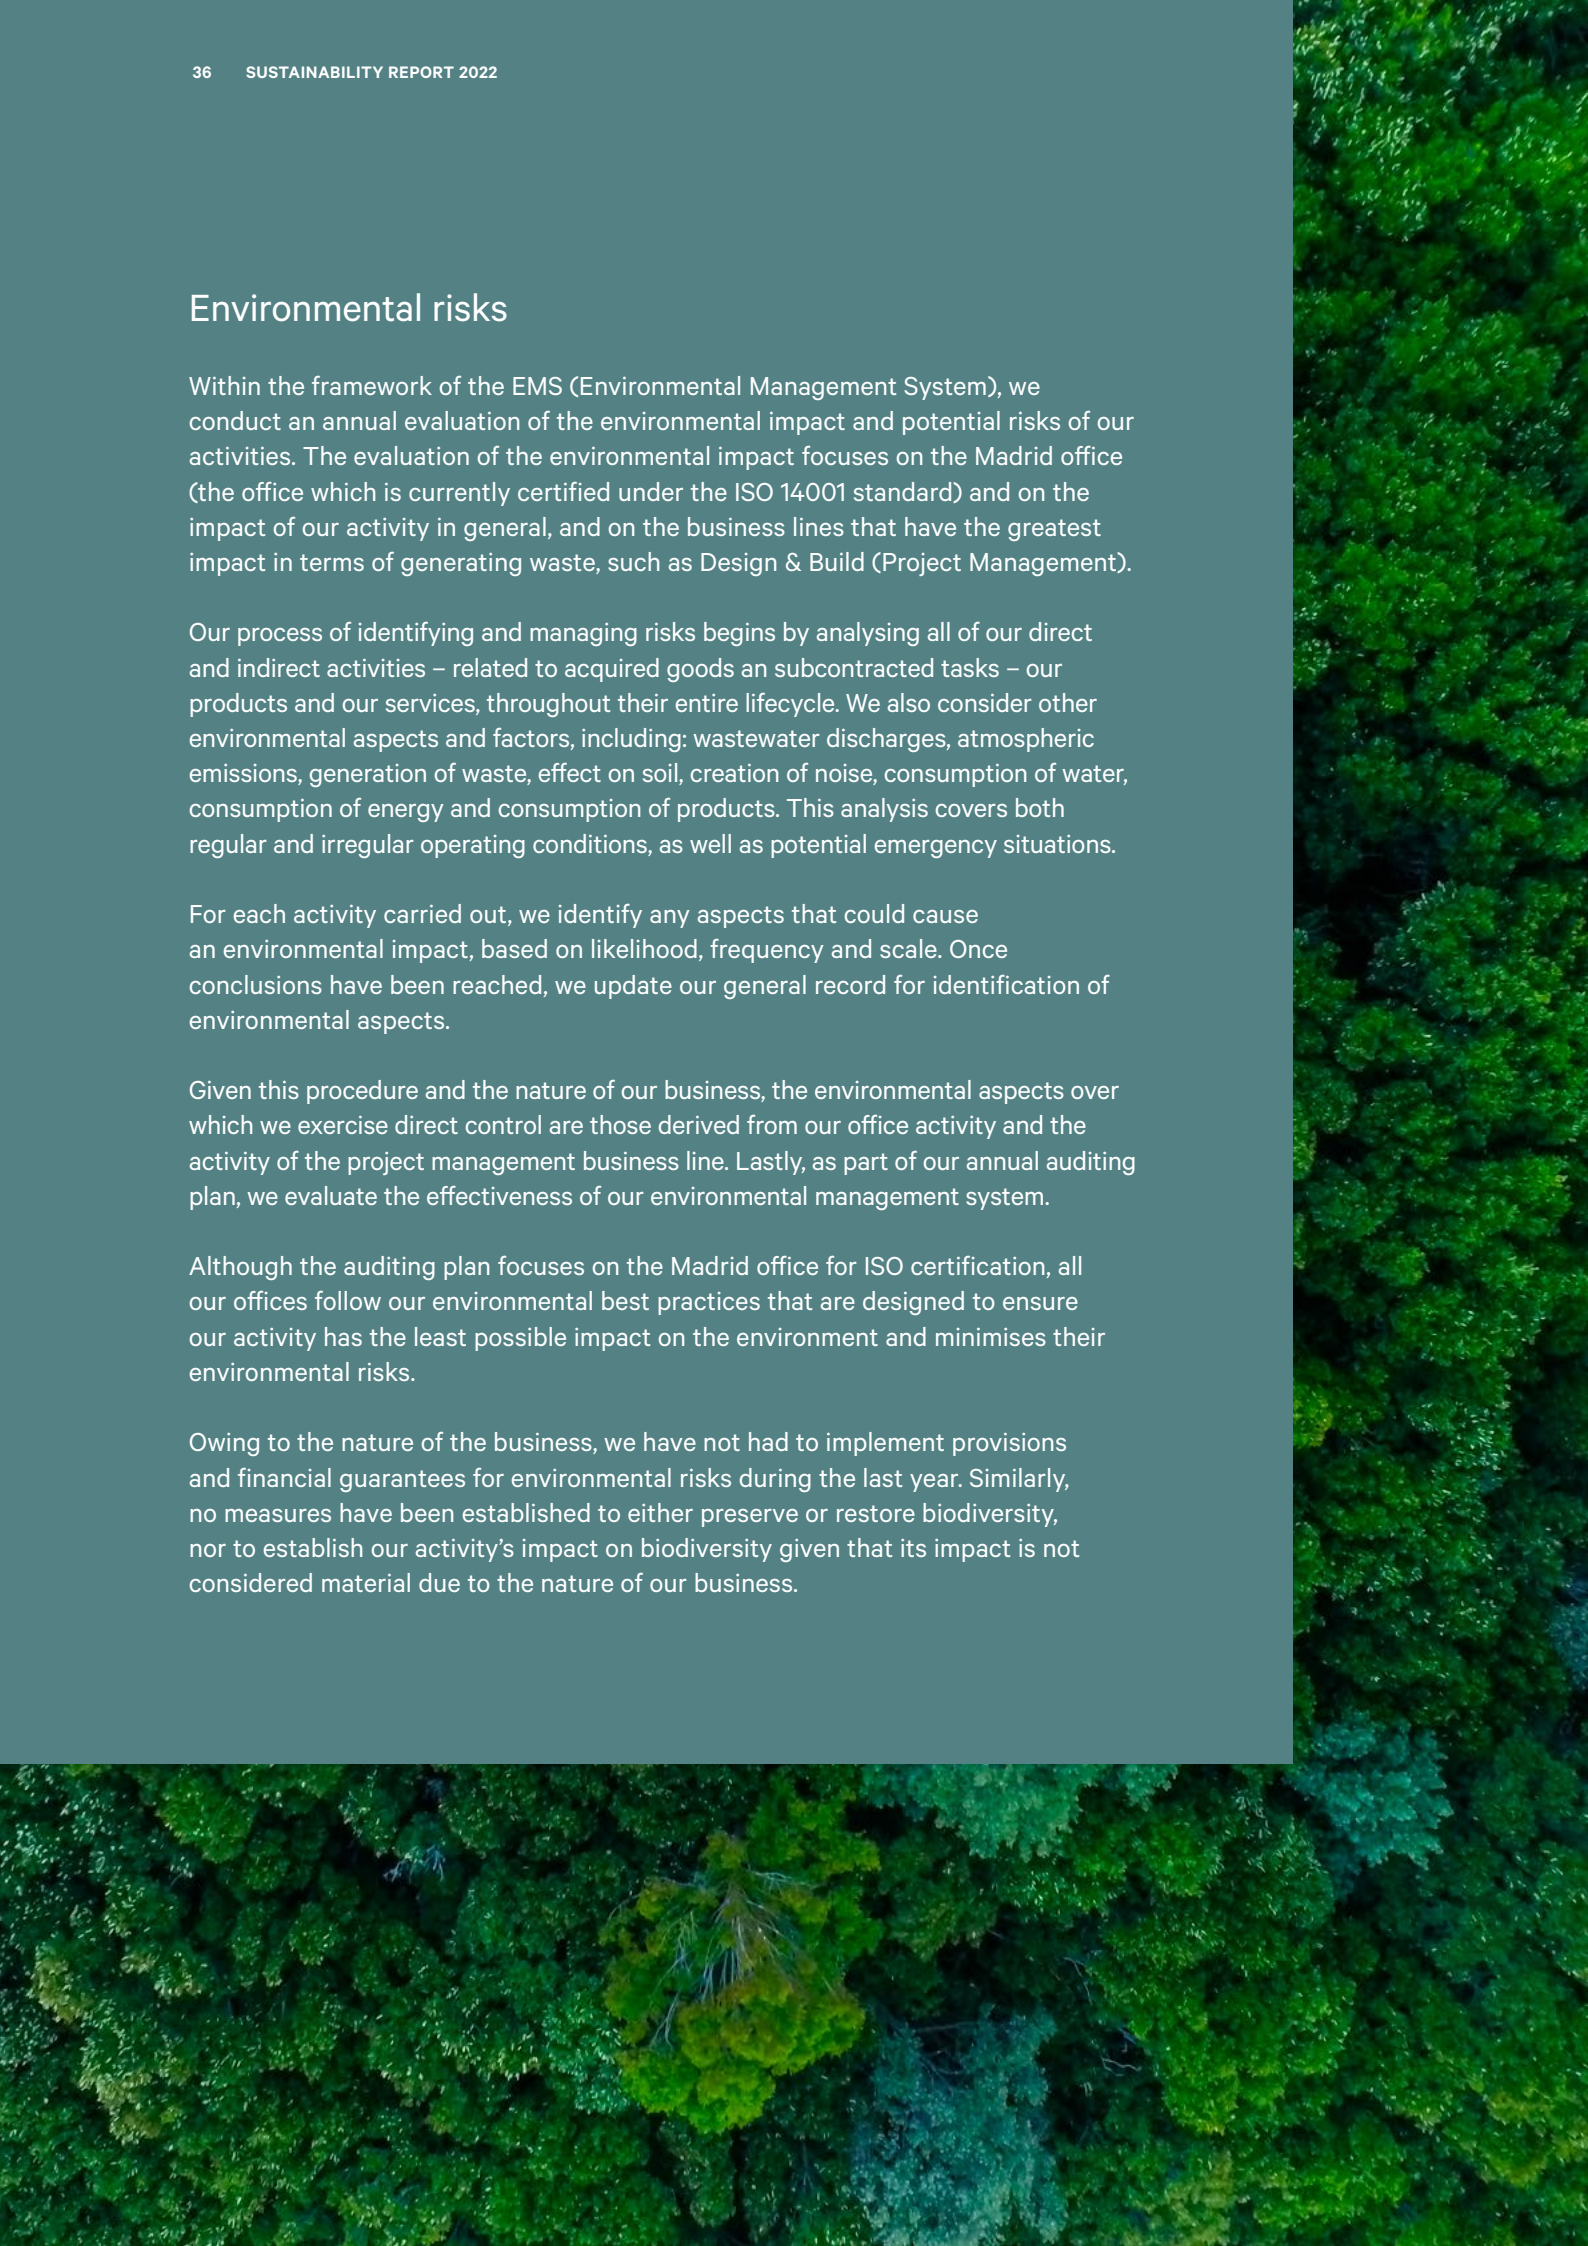 36 SUSTAINABILITY REPORT 2022
Environmental risks
Within the framework of the EMS (Environmental Management System), we
conduct an annual evaluation of the environmental impact and potential risks of our
activities. The evaluation of the environmental impact focuses on the Madrid office
(the office which is currently certified under the ISO 14001 standard) and on the
impact of our activity in general, and on the business lines that have the greatest
impact in terms of generating waste, such as Design & Build (Project Management).
Our process of identifying and managing risks begins by analysing all of our direct
and indirect activities – related to acquired goods an subcontracted tasks – our
products and our services, throughout their entire lifecycle. We also consider other
environmental aspects and factors, including: wastewater discharges, atmospheric
emissions, generation of waste, effect on soil, creation of noise, consumption of water,
consumption of energy and consumption of products. This analysis covers both
regular and irregular operating conditions, as well as potential emergency situations.
For each activity carried out, we identify any aspects that could cause
an environmental impact, based on likelihood, frequency and scale. Once
conclusions have been reached, we update our general record for identification of
environmental aspects.
Given this procedure and the nature of our business, the environmental aspects over
which we exercise direct control are those derived from our office activity and the
activity of the project management business line. Lastly, as part of our annual auditing
plan, we evaluate the effectiveness of our environmental management system.
Although the auditing plan focuses on the Madrid office for ISO certification, all
our offices follow our environmental best practices that are designed to ensure
our activity has the least possible impact on the environment and minimises their
environmental risks.
Owing to the nature of the business, we have not had to implement provisions
and financial guarantees for environmental risks during the last year. Similarly,
no measures have been established to either preserve or restore biodiversity,
nor to establish our activity’s impact on biodiversity given that its impact is not
considered material due to the nature of our business.